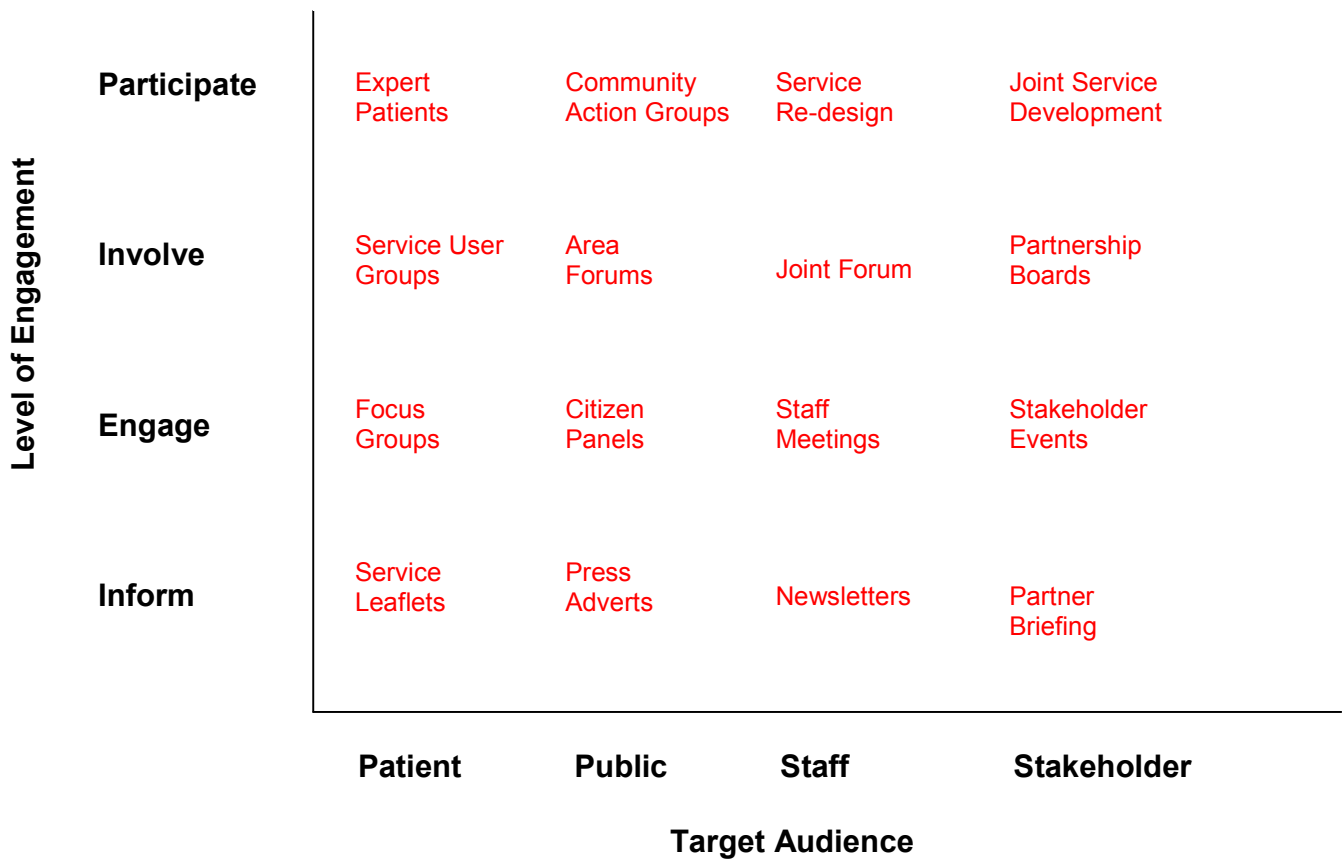 Level of Engagement
Participate
Expert
Patients
Community
Action Groups
Service
Re-design
Joint Service
Development
Involve
Service User
Groups
Area
Forums
Joint Forum
Partnership
Boards
Engage
Focus
Groups
Citizen
Panels
Staff
Meetings
Stakeholder
Events
Inform
Service
Leaflets
Press
Adverts
Newsletters
Partner
Briefing
Patient
Public
Staff
Stakeholder
Target Audience